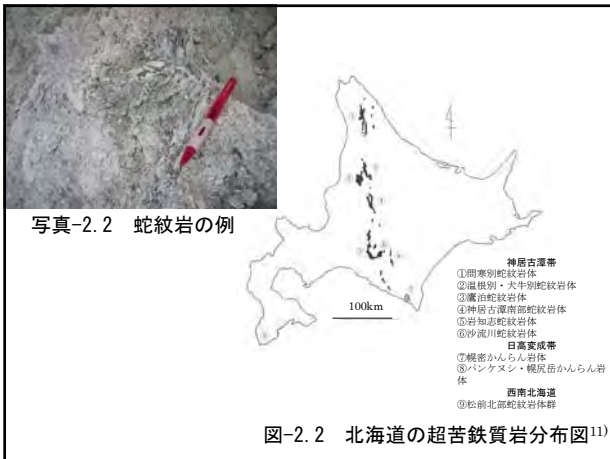 写真-2.2 蛇紋岩の例
100km
神居古潭帯
①問寒別蛇紋岩体
②温根別・犬牛別蛇紋岩体
③鷹泊蛇紋岩体
④神居古潭南部蛇紋岩体
⑤岩知志蛇紋岩体
⑥沙流川蛇紋岩体
日高変成帯
⑦幌満かんらん岩体
⑧パンケヌシ・幌尻岳かんらん岩
体
西南北海道
⑨松前北部蛇紋岩体群
図-2.2 北海道の超苦鉄質岩分布図11)